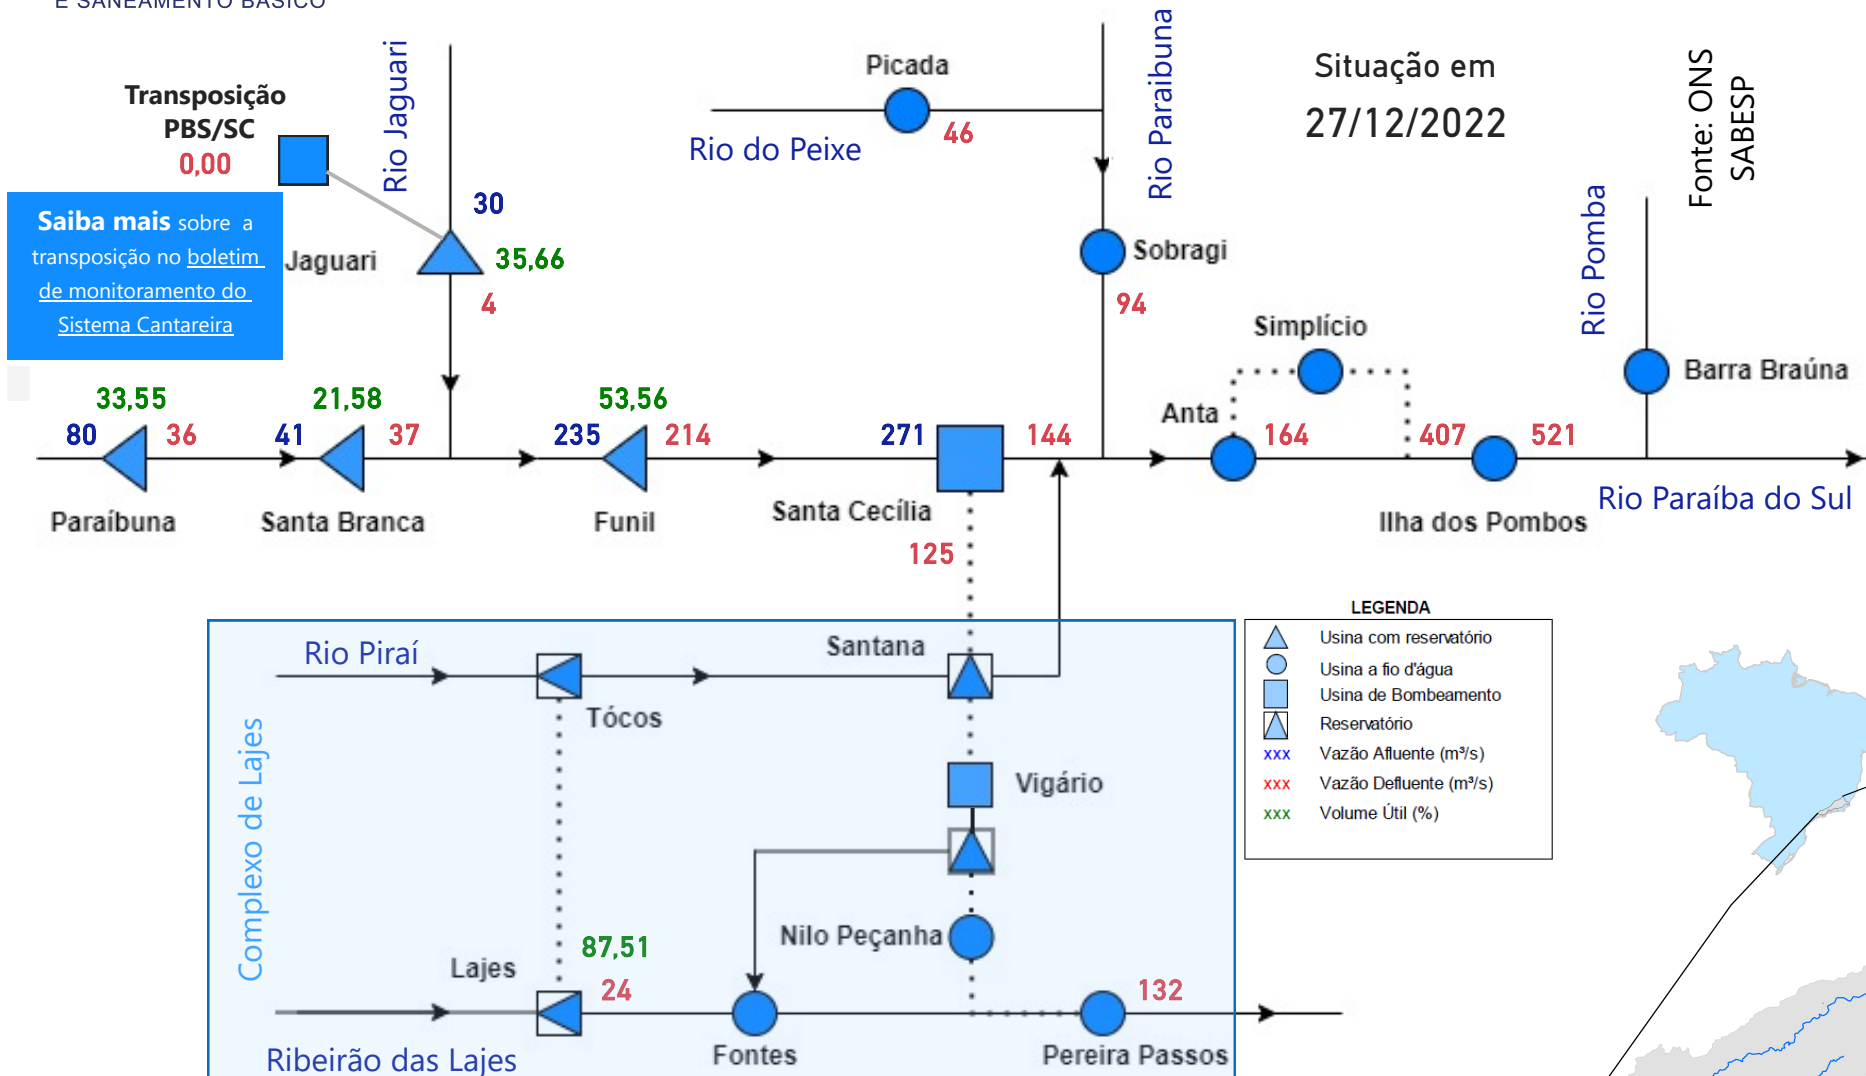 E SANEAMENTO BÁSICO
Transposição
PBS/SC
0,00
Rio Jaguari
Saiba mais sobre a
transposição no boletim
de monitoramento do
Sistema Cantareira
Jaguari
30
35,66
4
Picada
46
Rio do Peixe
Rio Paraibuna
Situação em
27/12/2022
Fonte: ONS
SABESP
Sobragi
94
Rio Pomba
Simplício
Barra Braúna
33,55
80
36
Paraíbuna
21,58
41
37
Santa Branca
53,56
235
214
Funil
271
144
Santa Cecília
125
Anta
164
407
521
Ilha dos Pombos
Rio Paraíba do Sul
Complexo de Lajes
Rio Piraí
Tócos
Santana
Vigário
Nilo Peçanha
Lajes
87,51
24
Ribeirão das Lajes
Fontes
132
Pereira Passos
LEGENDA
Usina com reservatório
Usina a fio d'água
Usina de Bombeamento
Reservatório
xxx Vazão Afluente (m³/s)
xxx Vazão Defluente (m³/s)
xxx Volume Útil (%)